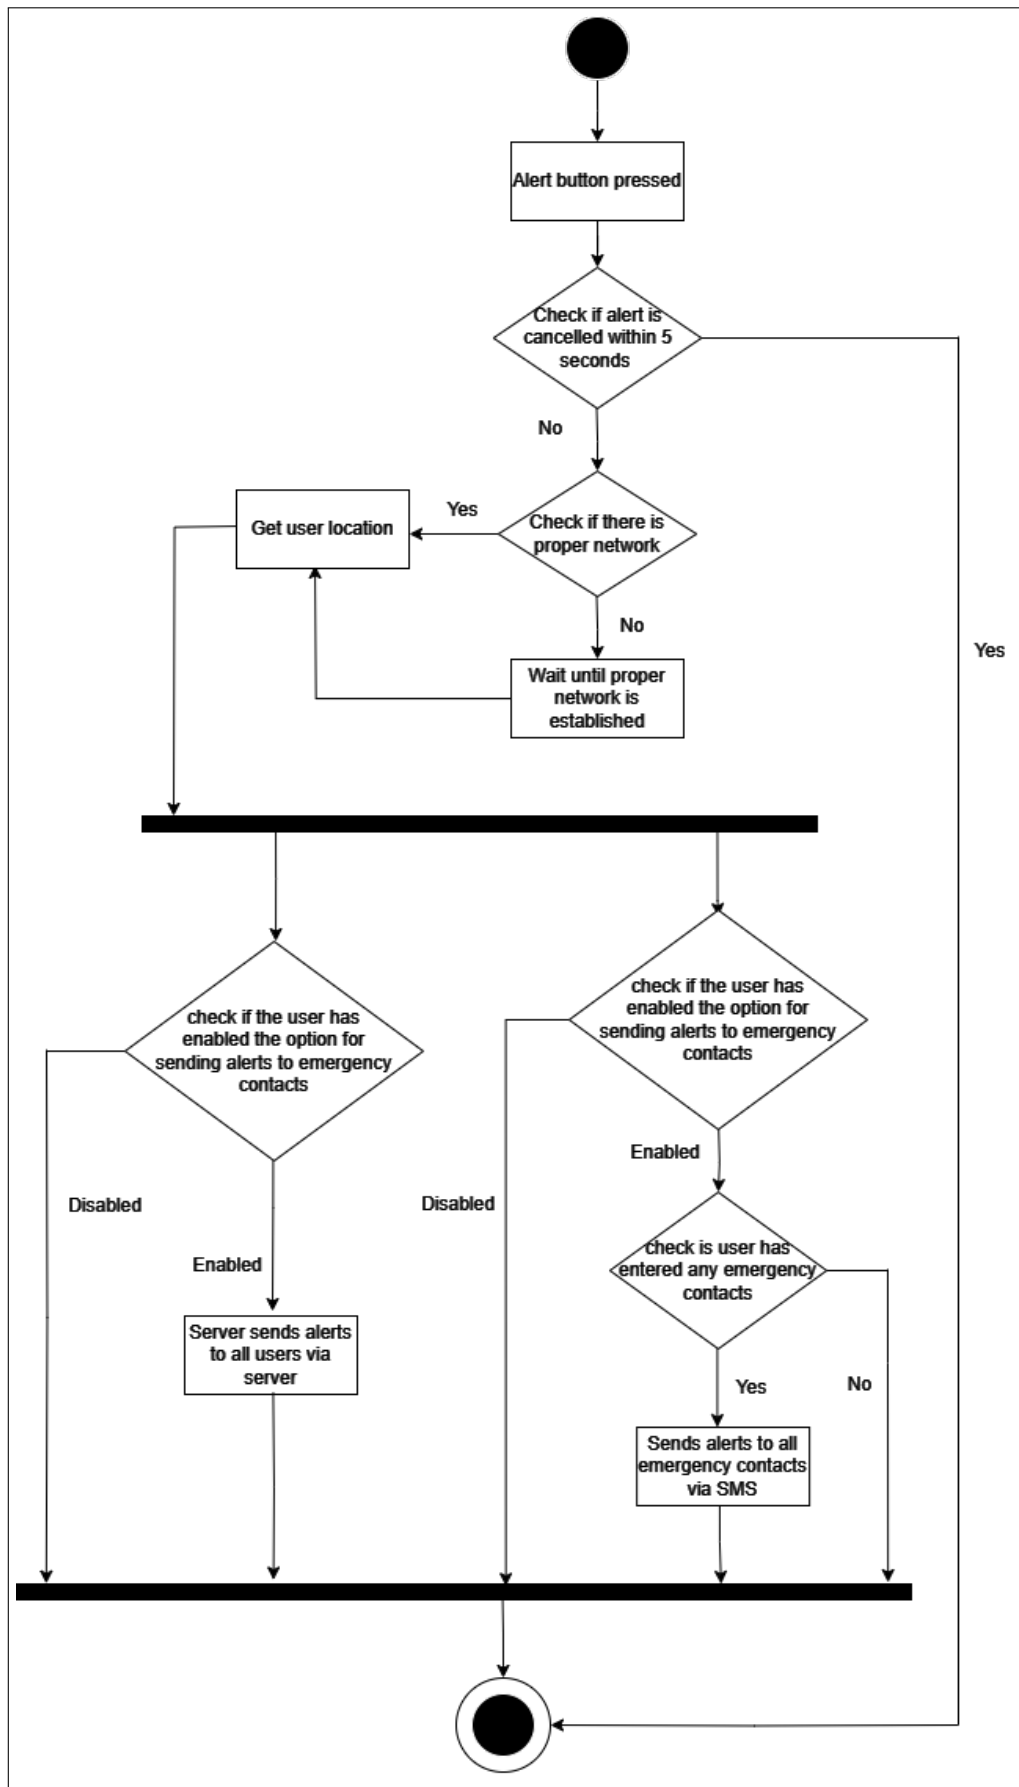 Alert button pressed
Check if alert is
cancelled within 5
seconds
No
Yes
Get user location
Check if there is
proper network
No
Yes
Wait until proper
network is
established
check if the user has
enabled the option for
sending alerts to emergency
contacts
check if the user has
enabled the option for
sending alerts to emergency
contacts
Enabled
Disabled
Disabled
Enabled
check is user has
entered any emergency
contacts
Server sends alerts
to all users via
server
Yes
No
Sends alerts to all
emergency contacts
via SMS